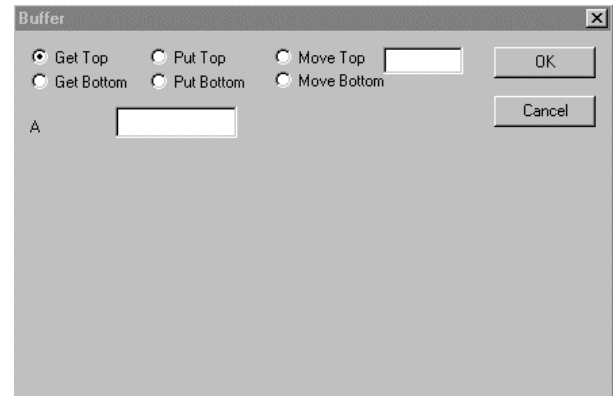 Buffer
Get Top Put Top Move Top OK
Get Bottom Put Bottom Move Bottom
Cancel
A